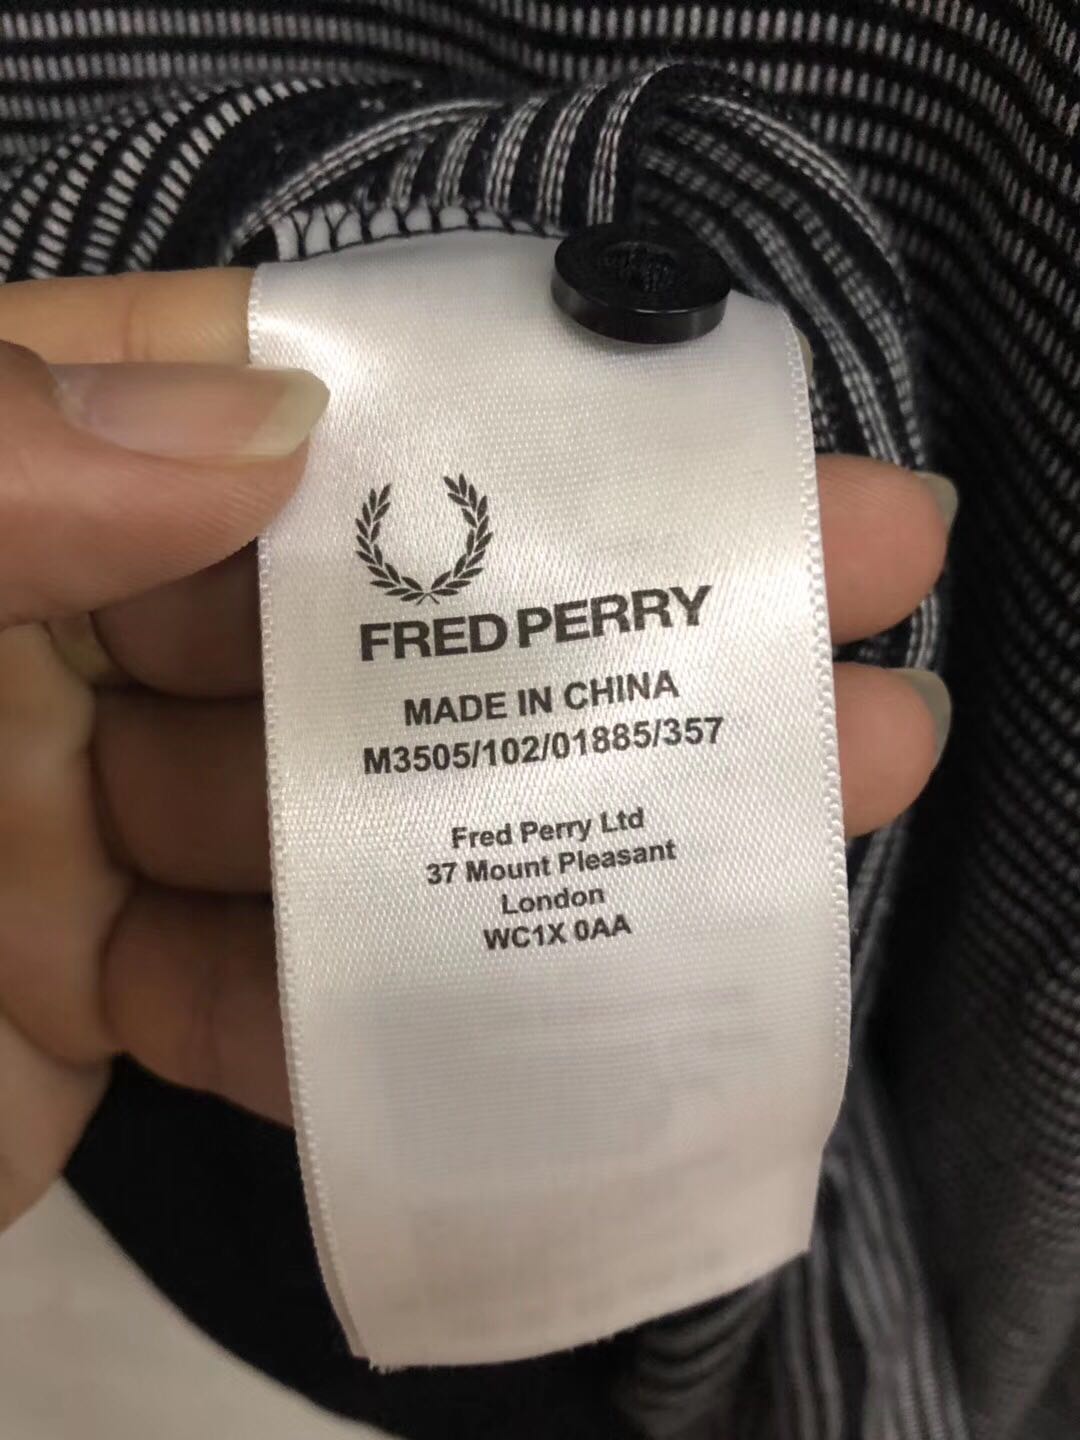 FRED PERRY
MADE IN CHINA
M3505/102/01885/357
Fred Perry Ltd
37 Mount Pleasant
London
WC1X 0AA